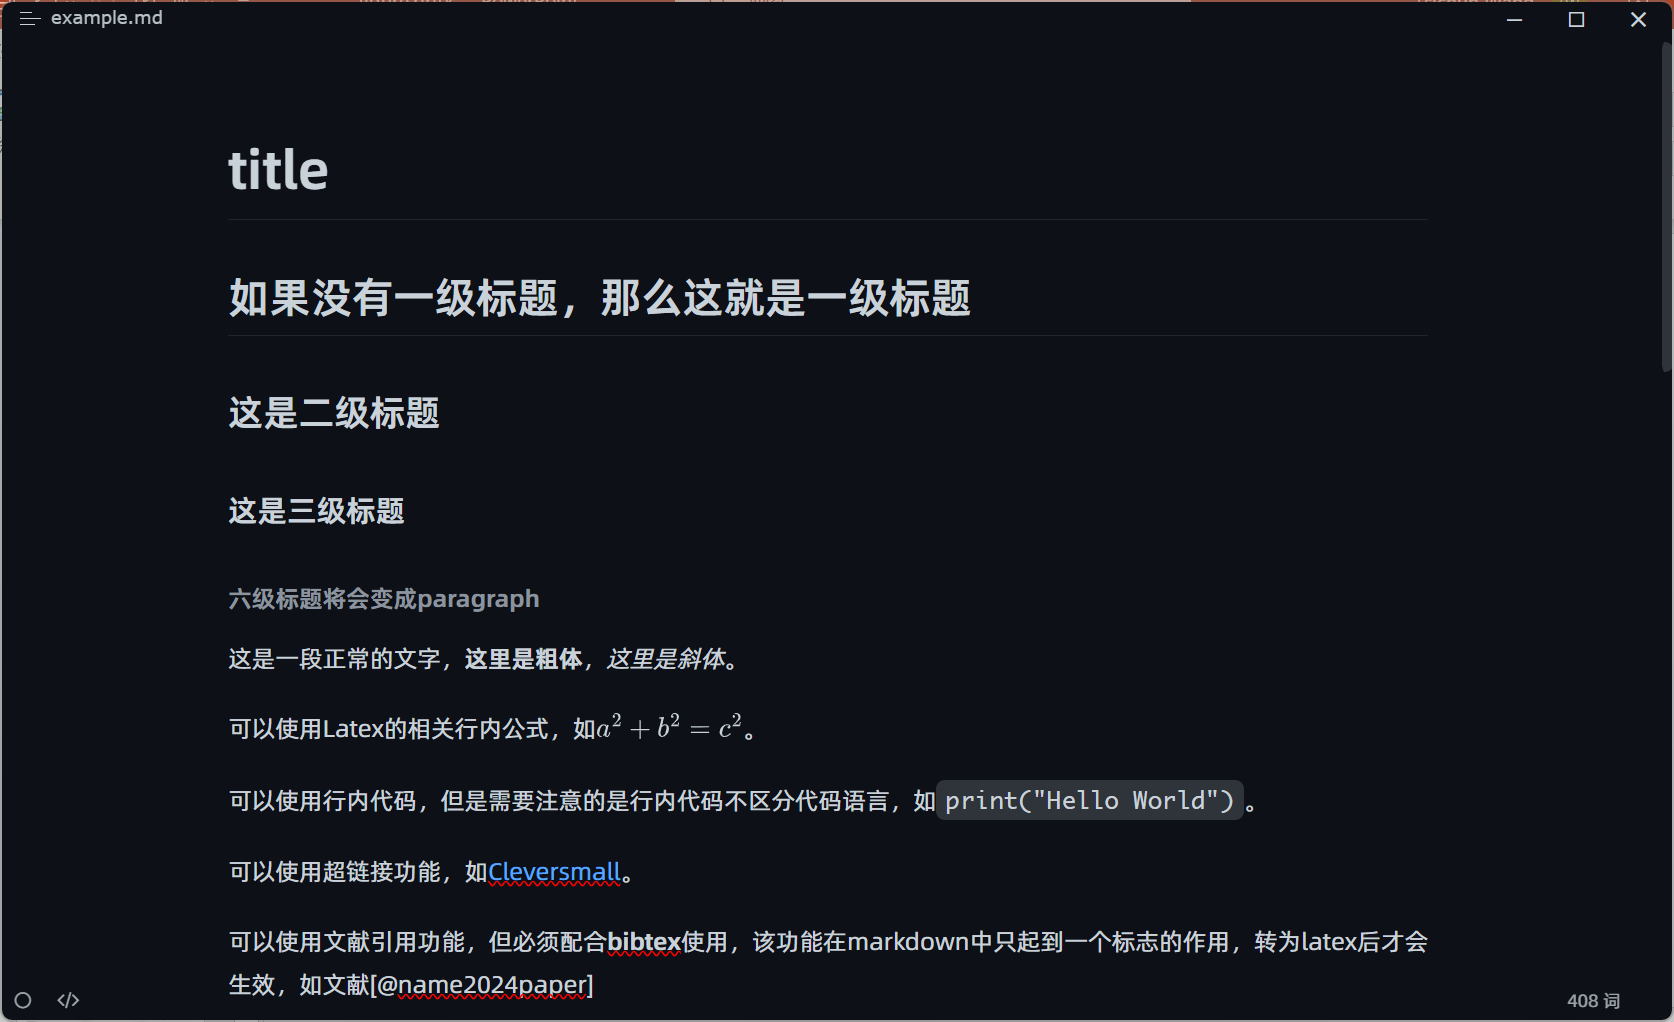 example.md
title
如果没有一级标题，那么这就是一级标题
这是二级标题
这是三级标题
六级标题将会变成paragraph
这是一段正常的文字，这里是粗体，这里是斜体。
可以使用Latex的相关行内公式，如a² + b² = c²。
可以使用行内代码，但是需要注意的是行内代码不区分代码语言，如print("Hello World")。
可以使用超链接功能，如Cleversmall。
可以使用文献引用功能，但必须配合bibtex使用，该功能在markdown中只起到一个标志的作用，转为latex后才会
生效，如文献[@name2024paper]
408 词